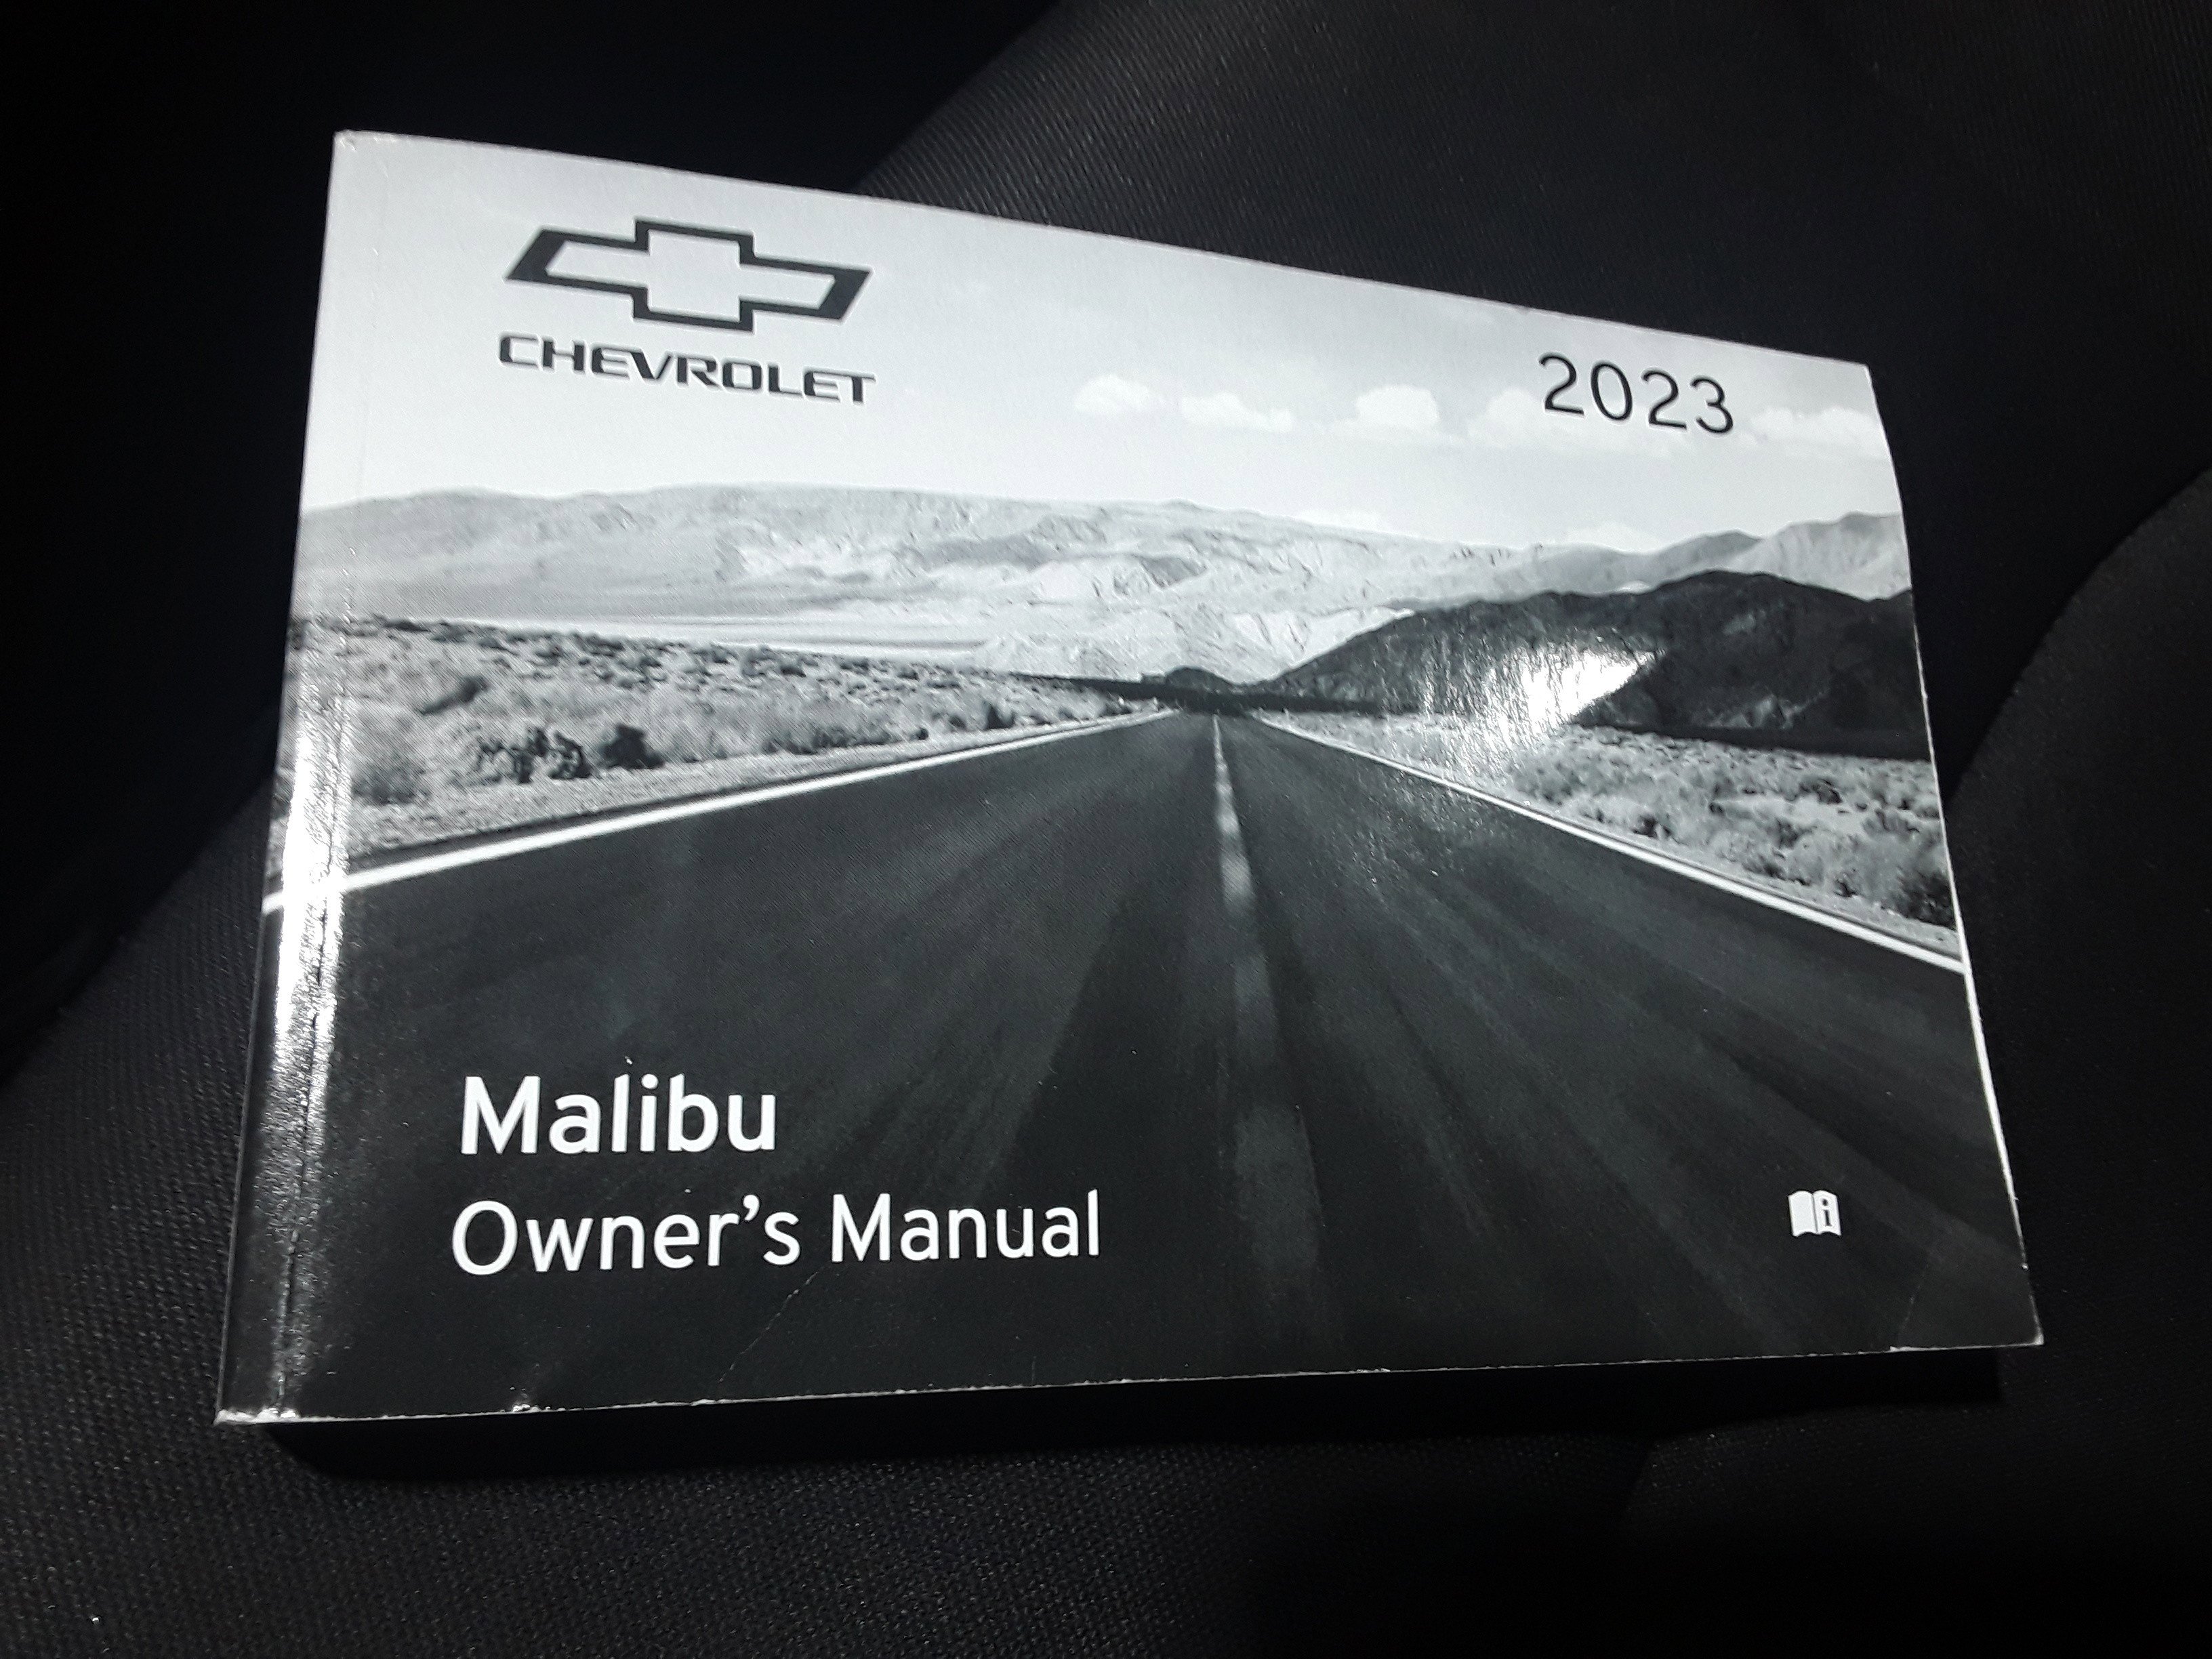 CHEVROLET
2023
Malibu
Owner's Manual